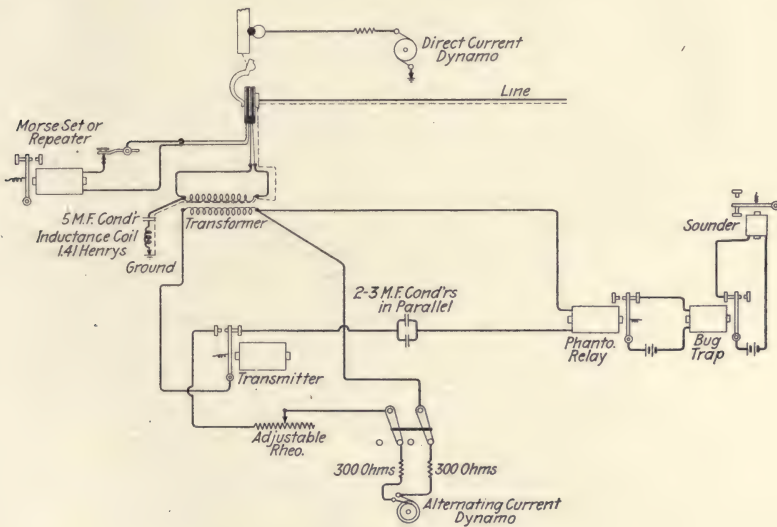 Direct Current
Dynamo
Line
Morse Set or
Repeater
5 M.F. Cond'r
Inductance Coil
1.41 Henrys
Ground
Transformer
Sounder
2-3 M.F. Cond'rs
in Parallel
Phanto.
Relay
Bug
Trap
Transmitter
Adjustable
Rheo.
300 Ohms
300 Ohms
Alternating Current
Dynamo